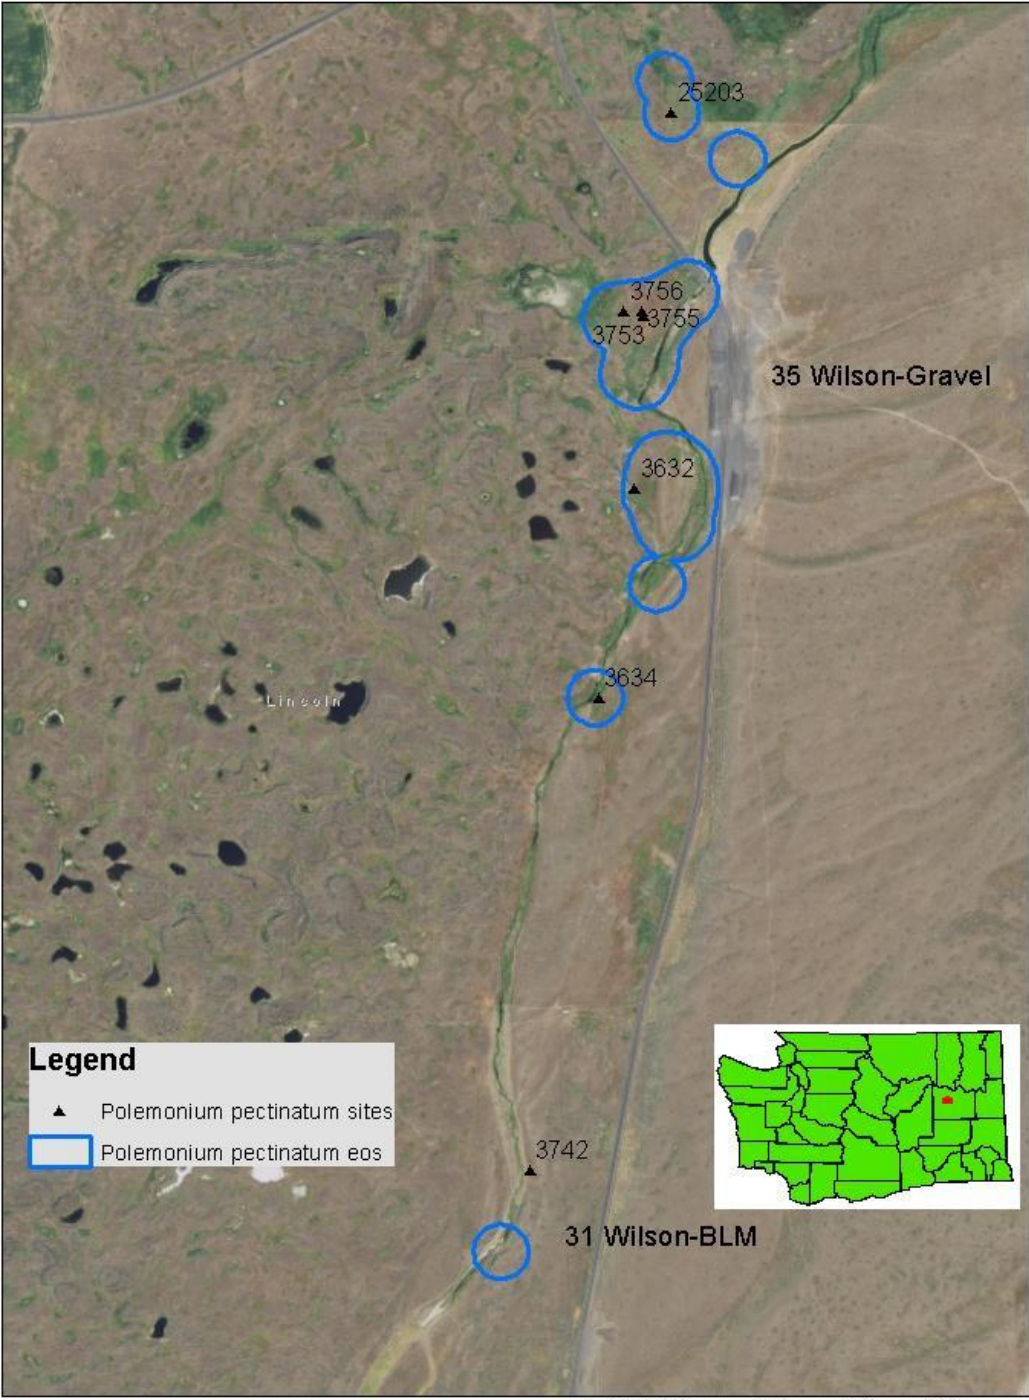 25203
3756
3755
3753
35 Wilson-Gravel
3632
3634
Lincoln
Legend
Polemonium pectinatum sites
Polemonium pectinatum eos
3742
31 Wilson-BLM